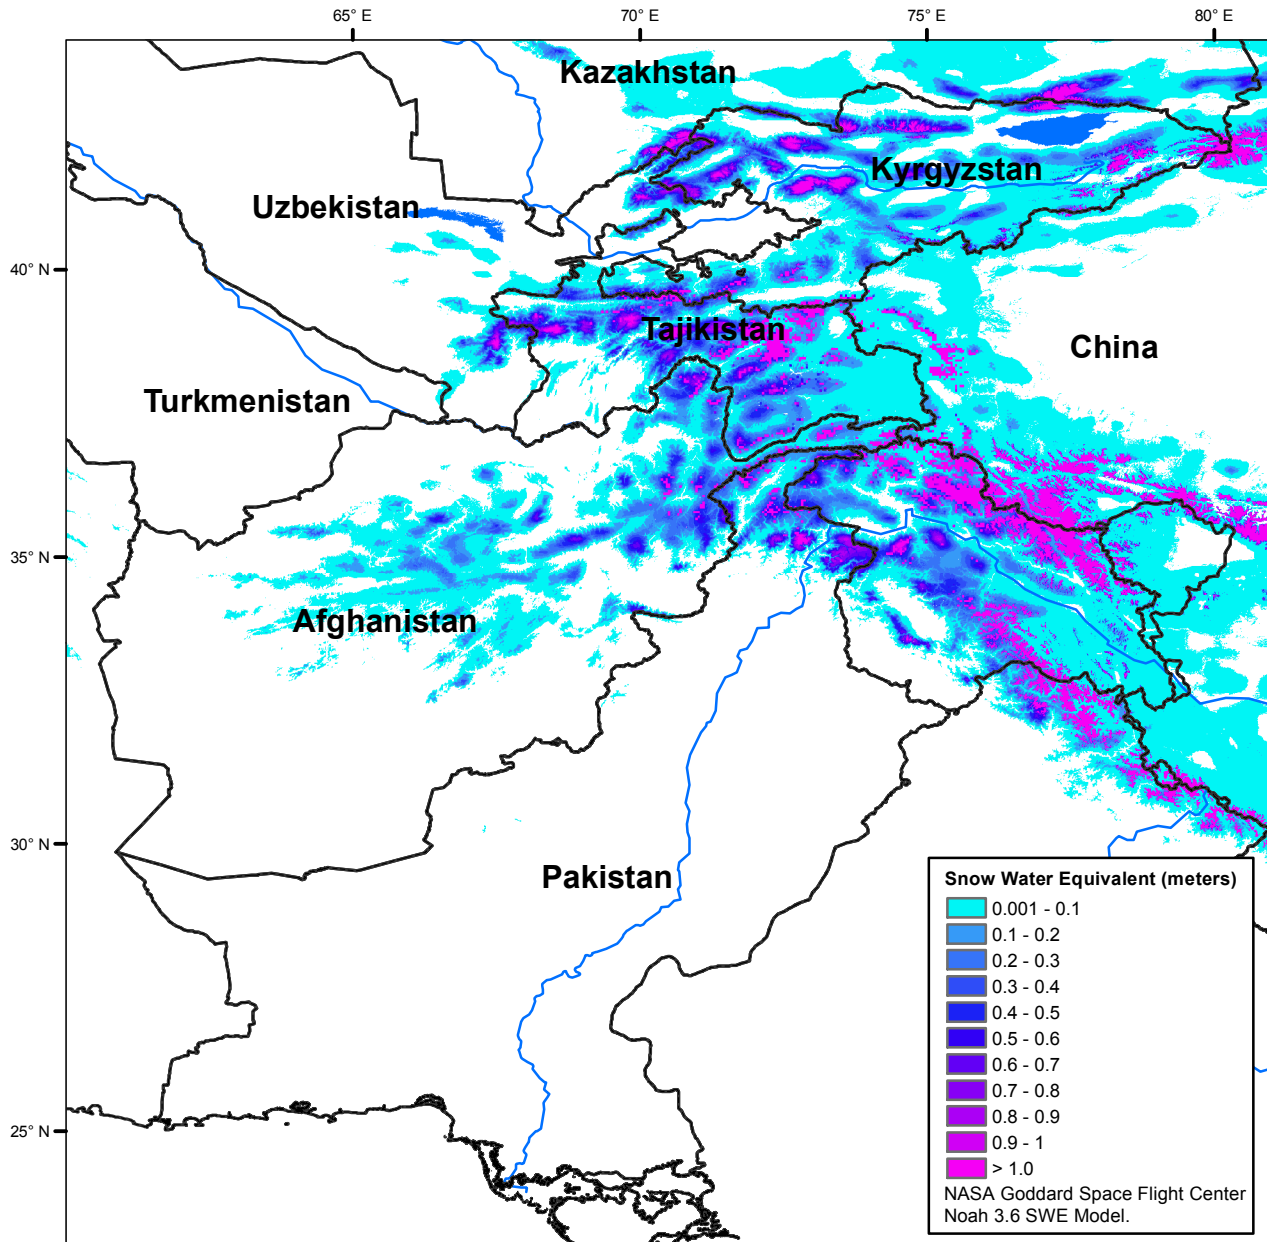 65° E
70° E
75° E
80° E
Kazakhstan
Kyrgyzstan
Uzbekistan
40° N
Tajikistan
China
Turkmenistan
35° N
Afghanistan
30° N
Pakistan
25° N
Snow Water Equivalent (meters)
0.001 - 0.1
0.1 - 0.2
0.2 - 0.3
0.3 - 0.4
0.4 - 0.5
0.5 - 0.6
0.6 - 0.7
0.7 - 0.8
0.8 - 0.9
0.9 - 1
> 1.0
NASA Goddard Space Flight Center
Noah 3.6 SWE Model.